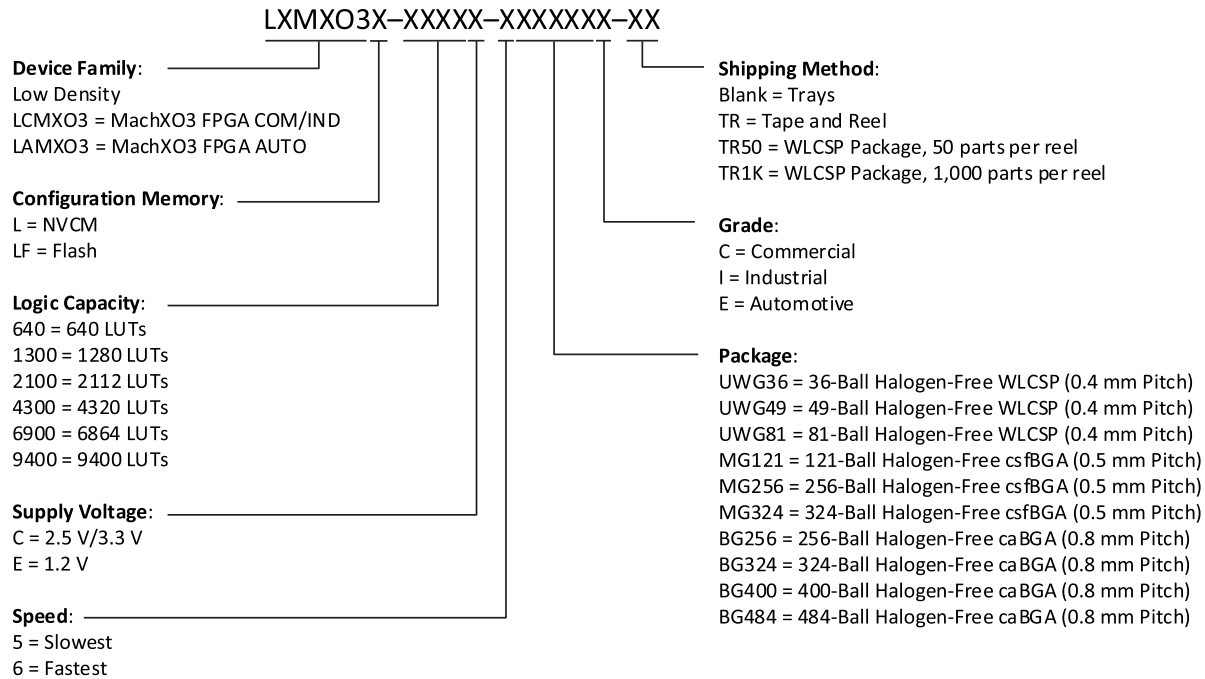 LXMXO3X–XXXXX–XXXXXXX–XX
Device Family:
Low Density
LCMXO3 = MachXO3 FPGA COM/IND
LAMXO3 = MachXO3 FPGA AUTO
Configuration Memory:
L = NVCM
LF = Flash
Logic Capacity:
640 = 640 LUTs
1300 = 1280 LUTs
2100 = 2112 LUTs
4300 = 4320 LUTs
6900 = 6864 LUTs
9400 = 9400 LUTs
Supply Voltage:
C = 2.5 V/3.3 V
E = 1.2 V
Speed:
5 = Slowest
6 = Fastest
Shipping Method:
Blank = Trays
TR = Tape and Reel
TR50 = WLCSP Package, 50 parts per reel
TR1K = WLCSP Package, 1,000 parts per reel
Grade:
C = Commercial
I = Industrial
E = Automotive
Package:
UWG36 = 36-Ball Halogen-Free WLCSP (0.4 mm Pitch)
UWG49 = 49-Ball Halogen-Free WLCSP (0.4 mm Pitch)
UWG81 = 81-Ball Halogen-Free WLCSP (0.4 mm Pitch)
MG121 = 121-Ball Halogen-Free csfBGA (0.5 mm Pitch)
MG256 = 256-Ball Halogen-Free csfBGA (0.5 mm Pitch)
MG324 = 324-Ball Halogen-Free csfBGA (0.5 mm Pitch)
BG256 = 256-Ball Halogen-Free caBGA (0.8 mm Pitch)
BG324 = 324-Ball Halogen-Free caBGA (0.8 mm Pitch)
BG400 = 400-Ball Halogen-Free caBGA (0.8 mm Pitch)
BG484 = 484-Ball Halogen-Free caBGA (0.8 mm Pitch)